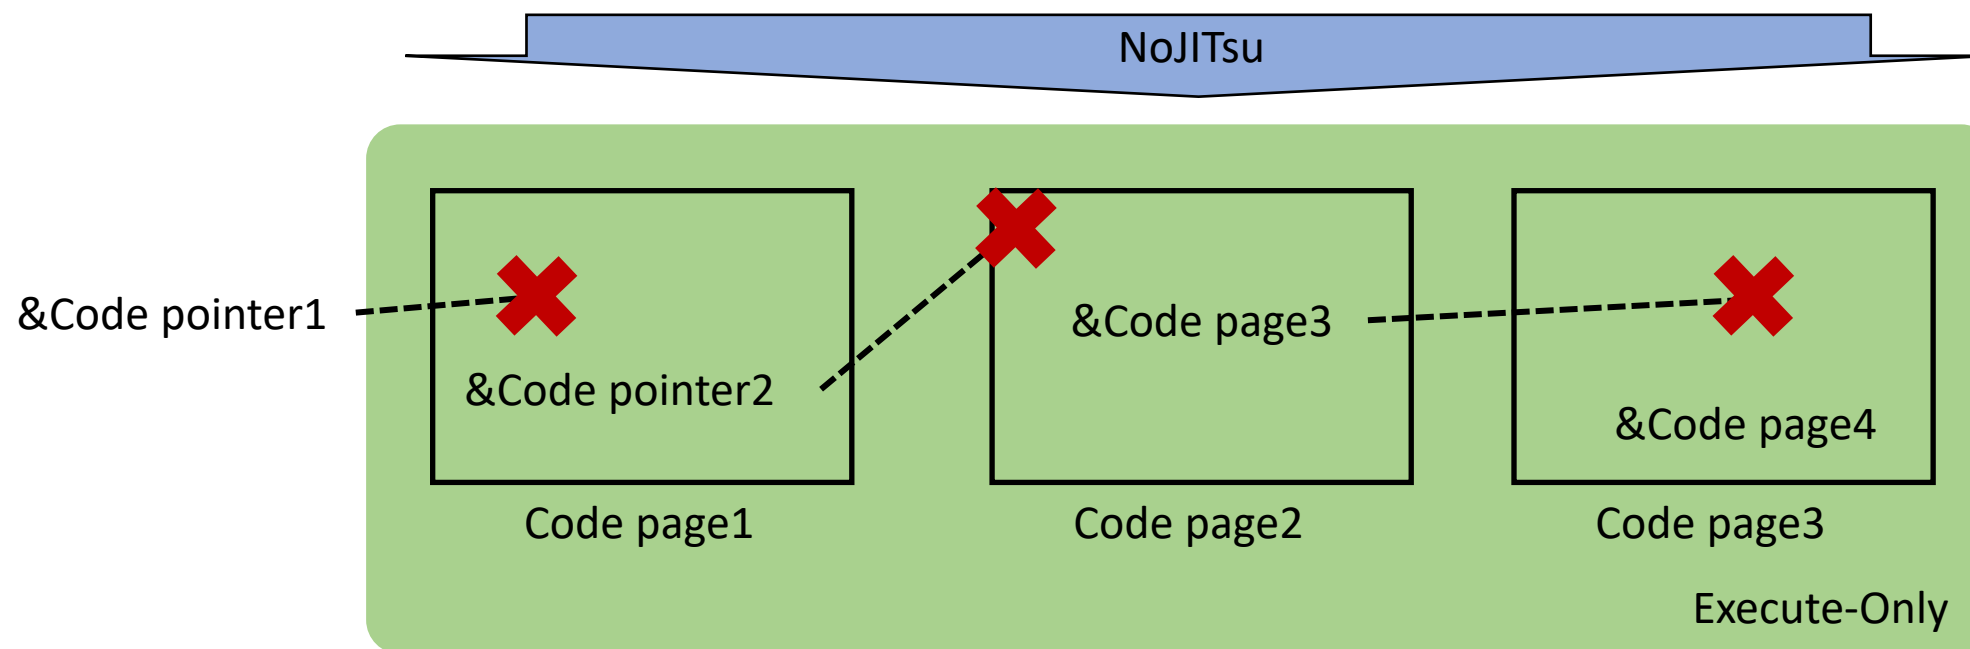 NoJITsu
&Code pointer1
&Code pointer2
&Code page3
&Code page4
Code page1
Code page2
Code page3
Execute-Only